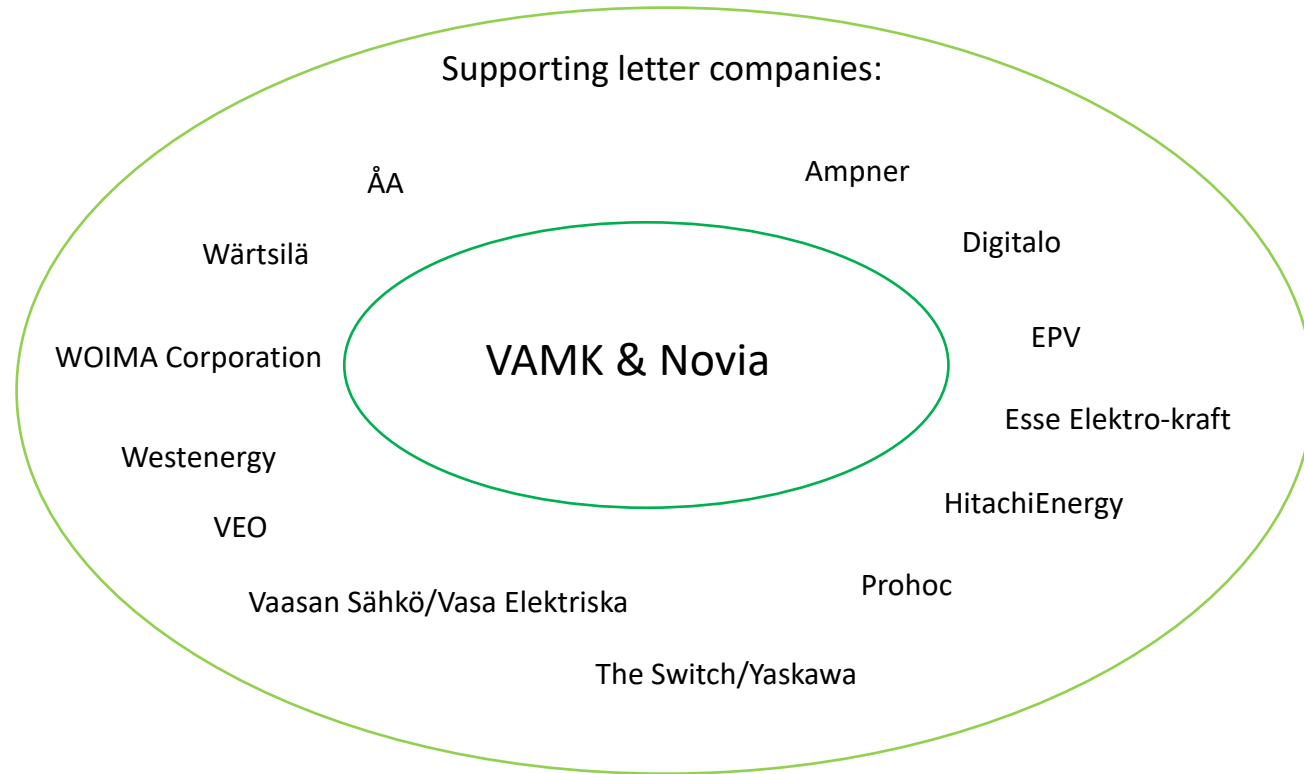 Supporting letter companies:
ÅA
Ampner
Wärtsilä
Digitalo
WOIMA Corporation
VAMK & Novia
EPV
Esse Elektro-kraft
Westenergy
HitachiEnergy
VEO
Prohoc
Vaasan Sähkö/Vasa Elektriska
The Switch/Yaskawa